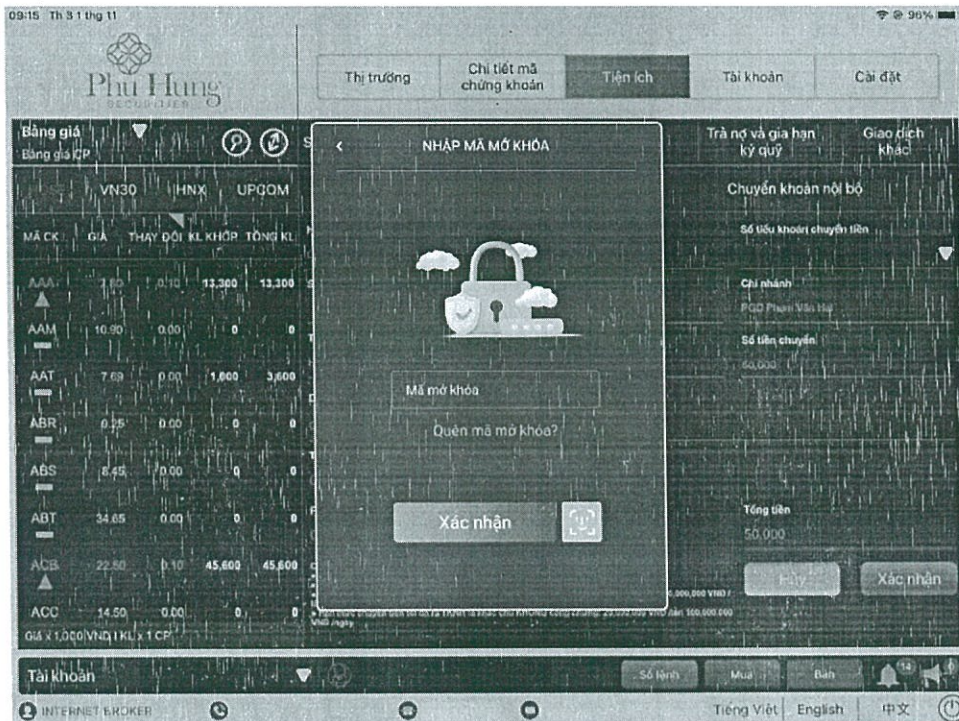 09:15 Th 3 1 thg 11
96%
Phu Hung
SECURITIES
Thị trường
Chi tiết mã chứng khoán
Tiện ích
Tài khoản
Cài đặt
Bảng giá
Bảng giá CP
VN30 HNX UPCOM
MÃ CK GIÁ THAY ĐỔI KL KHỚP TỔNG KL
AAA 0.10 13,300 13,300
AAM 10.90 0.00 0 0
AAT 7.69 0.00 1,000 3,600
ABR 0.00 0 0
ABS 8.45 0.00 0 0
ABT 34.65 0.00 0 0
ACB 22.50 0.10 45,600 45,600
ACC 14.50 0.00 0 0
Giá x 1,000 VND | KL x 1 CP
NHẬP MÃ MỞ KHÓA
Mã mở khóa
Quên mã mở khóa?
Xác nhận
Trả nợ và gia hạn ký quỹ
Giao dịch khác
Chuyển khoản nội bộ
Số tiểu khoản chuyển tiền
Chi nhánh
PGD Phạm Văn Hai
Số tiền chuyển
50,000
Tổng tiền
50,000
Hủy
Xác nhận
Tài khoản
Sổ lệnh
Mua
Bán
14
6
INTERNET BROKER
Tiếng Việt
English
中文